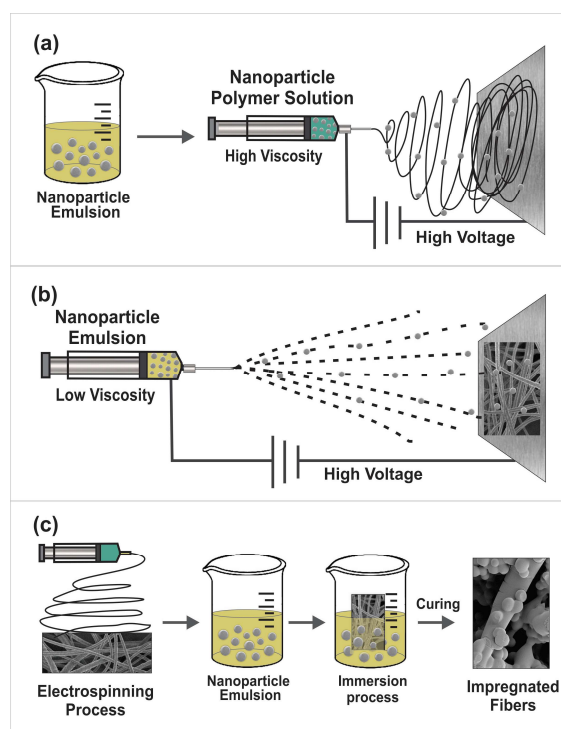 (a)
Nanoparticle
Polymer Solution
High Viscosity
Nanoparticle
Emulsion
High Voltage
(b)
Nanoparticle
Emulsion
Low Viscosity
High Voltage
(c)
Curing
Electrospinning
Process
Nanoparticle
Emulsion
Immersion
process
Impregnated
Fibers